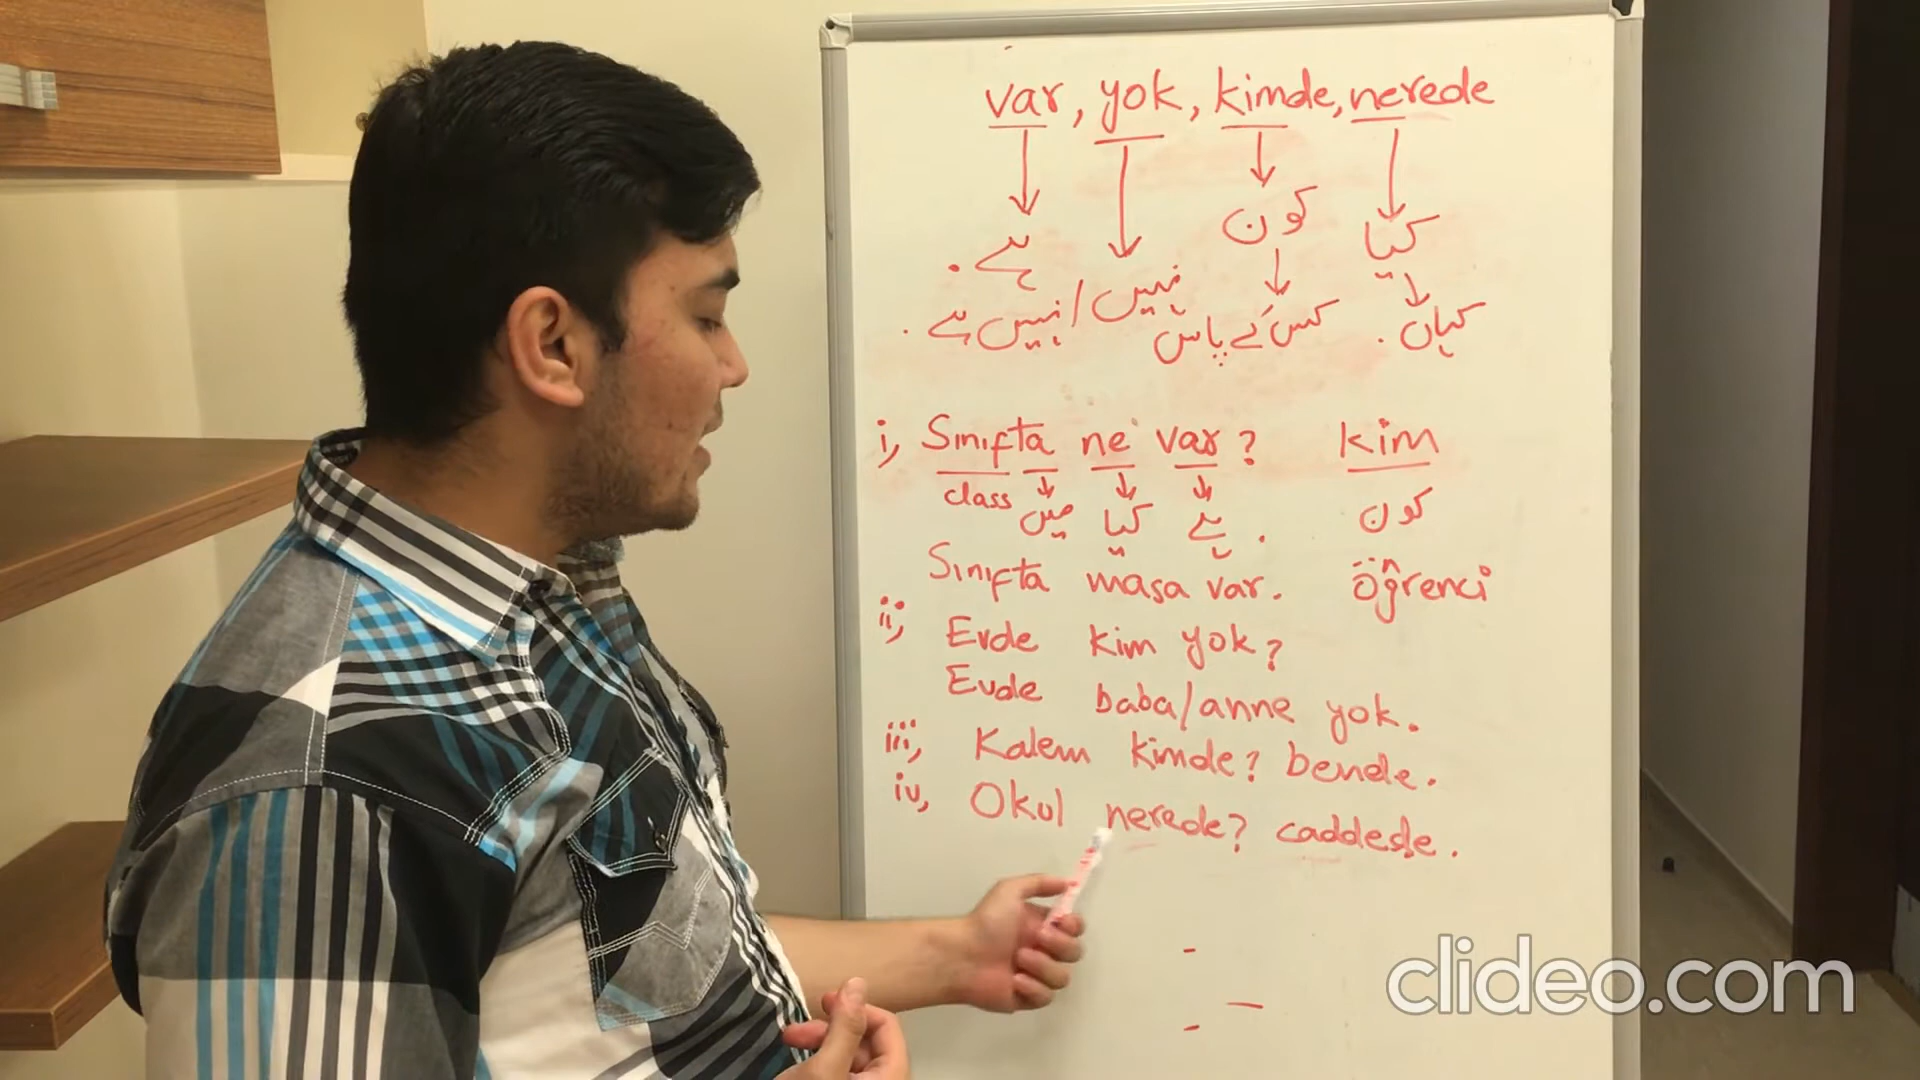 var, yok, kimde, nerede
ہے۔
نہیں / نہیں ہے۔
کون
کس کے پاس
کیا
کہاں۔
i, Sınıfta ne var? kim
class میں کیا ہے۔ کون
Sınıfta masa var. öğrenci
ii, Evde kim yok?
Evde baba/anne yok.
iii, Kalem kimde? bende.
iv, Okul nerede? caddede.
clideo.com